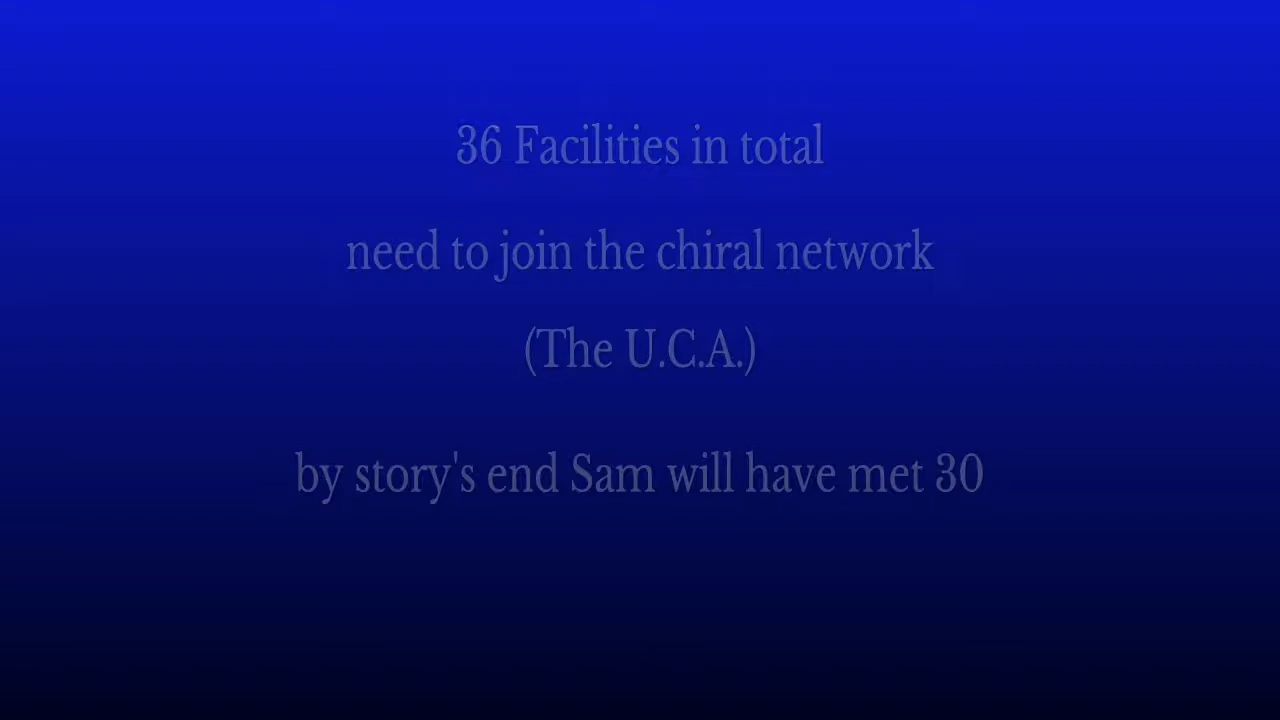 36 Facilities in total
need to join the chiral network
(The U.C.A.)
by story's end Sam will have met 30